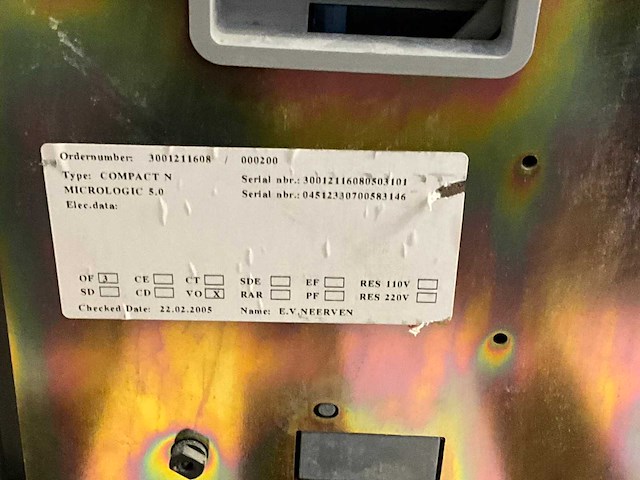 Ordernumber: 3001211608 / 000200
Type: COMPACT N Serial nbr.: 30012116080503101
MICROLOGIC 5.0 Serial nbr.: 04512330700583146
Elec.data:
OF 3 CE CT SDE EF RES 110V
SD CD VO X RAR PF RES 220V
Checked Date: 22.02.2005 Name: E.V.NEERVEN